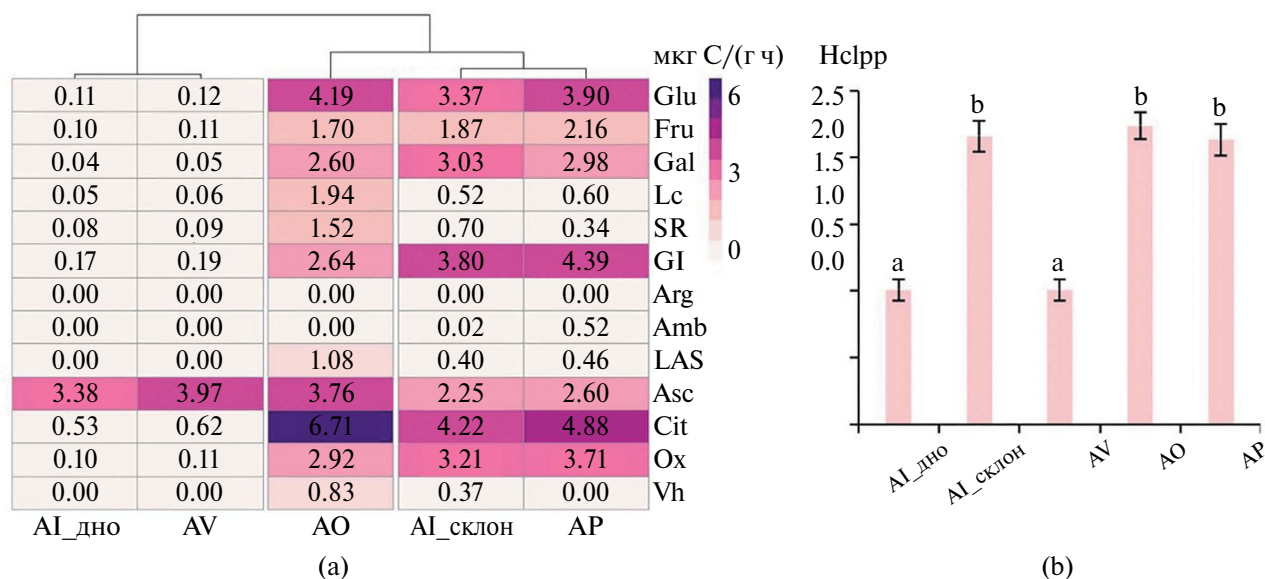 мкг C/(г ч) Hclpp
0.11 0.12 4.19 3.37 3.90 Glu 6 2.5
0.10 0.11 1.70 1.87 2.16 Fru 2.0
0.04 0.05 2.60 3.03 2.98 Gal 3 1.5
0.05 0.06 1.94 0.52 0.60 Lc 1.0
0.08 0.09 1.52 0.70 0.34 SR 0.5
0.17 0.19 2.64 3.80 4.39 GI 0 0.0
0.00 0.00 0.00 0.00 0.00 Arg
0.00 0.00 0.00 0.02 0.52 Amb
0.00 0.00 1.08 0.40 0.46 LAS
3.38 3.97 3.76 2.25 2.60 Asc
0.53 0.62 6.71 4.22 4.88 Cit
0.10 0.11 2.92 3.21 3.71 Ox
0.00 0.00 0.83 0.37 0.00 Vh
AI_дно AV AO AI_склон AP
(a)
a b a b b
AI_дно AI_склон AV AO AP
(b)